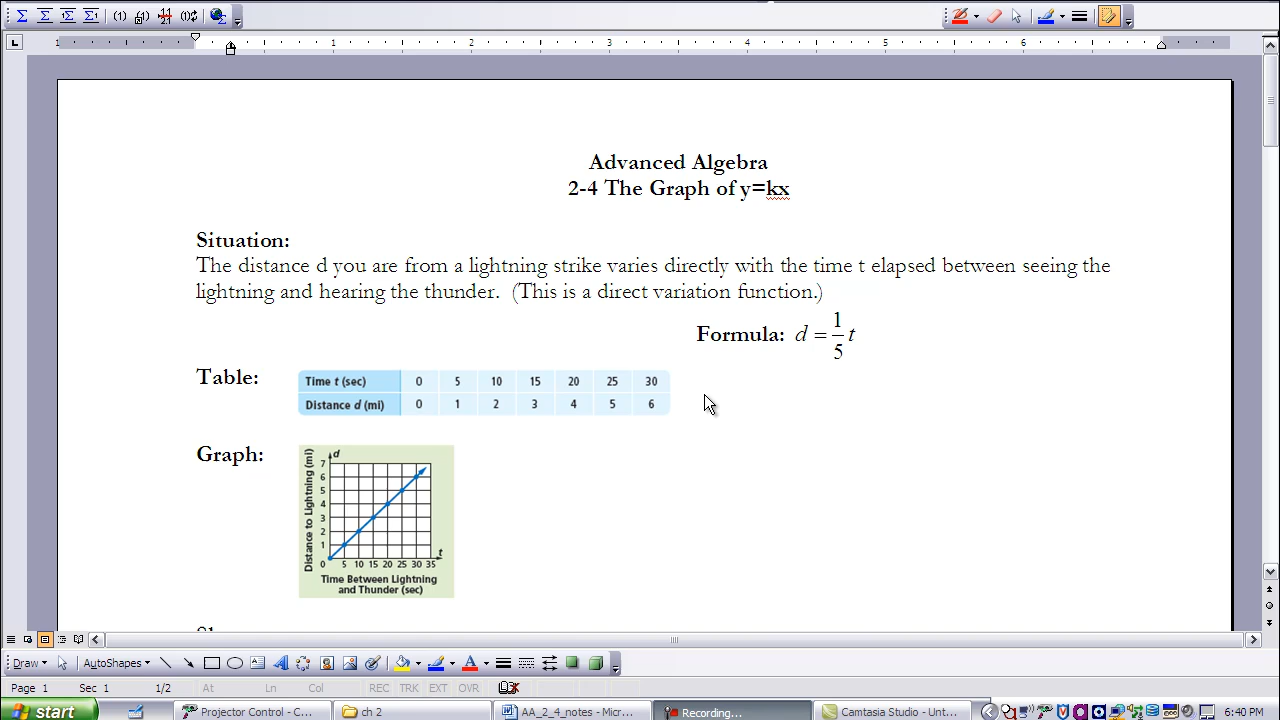 Advanced Algebra
2-4 The Graph of y=kx
Situation:
The distance d you are from a lightning strike varies directly with the time t elapsed between seeing the
lightning and hearing the thunder. (This is a direct variation function.)
Formula: d = 1/5 t
Table:
Time t (sec) 0 5 10 15 20 25 30
Distance d (mi) 0 1 2 3 4 5 6
Graph:
Distance to Lightning (mi)
d
7
6
5
4
3
2
1
0 5 10 15 20 25 30 35
t
Time Between Lightning
and Thunder (sec)
Draw AutoShapes
Page 1 Sec 1 1/2 At Ln Col REC TRK EXT OVR
start Projector Control - C... ch 2 AA_2_4_notes - Micr... Recording... Camtasia Studio - Unt... 6:40 PM